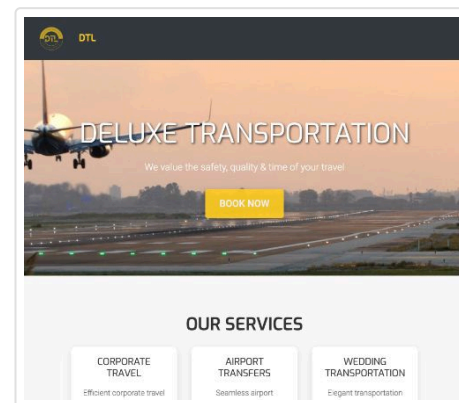 DTL
DTL
DELUXE TRANSPORTATION
We value the safety, quality & time of your travel
BOOK NOW
OUR SERVICES
CORPORATE
TRAVEL
Efficient corporate travel
AIRPORT
TRANSFERS
Seamless airport
WEDDING
TRANSPORTATION
Elegant transportation